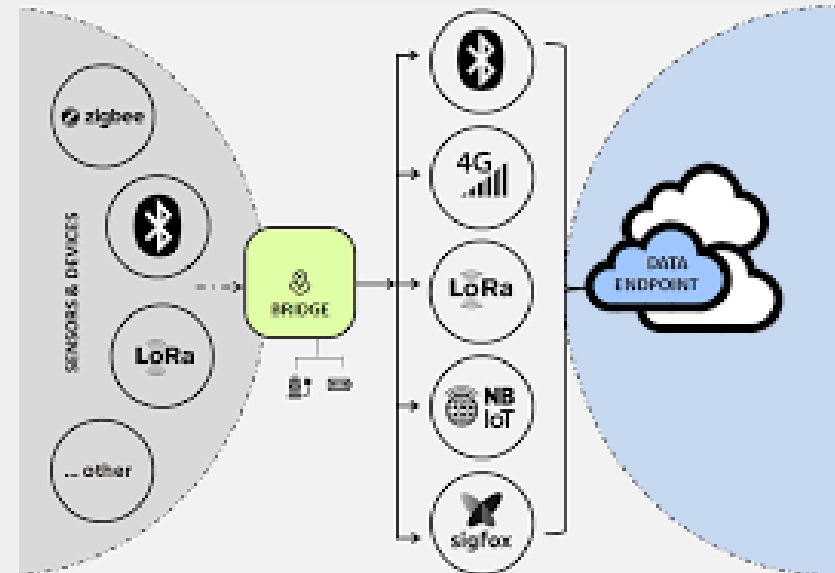 zigbee
SENSORS & DEVICES
LoRa
... other
BRIDGE
4G
LoRa
NB
IoT
sigfox
DATA
ENDPOINT